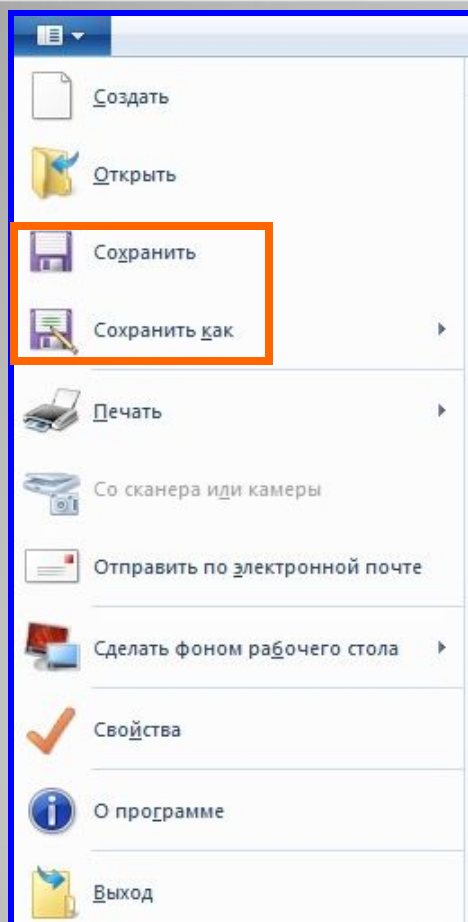 Создать
Открыть
Сохранить
Сохранить как
Печать
Со сканера или камеры
Отправить по электронной почте
Сделать фоном рабочего стола
Свойства
О программе
Выход